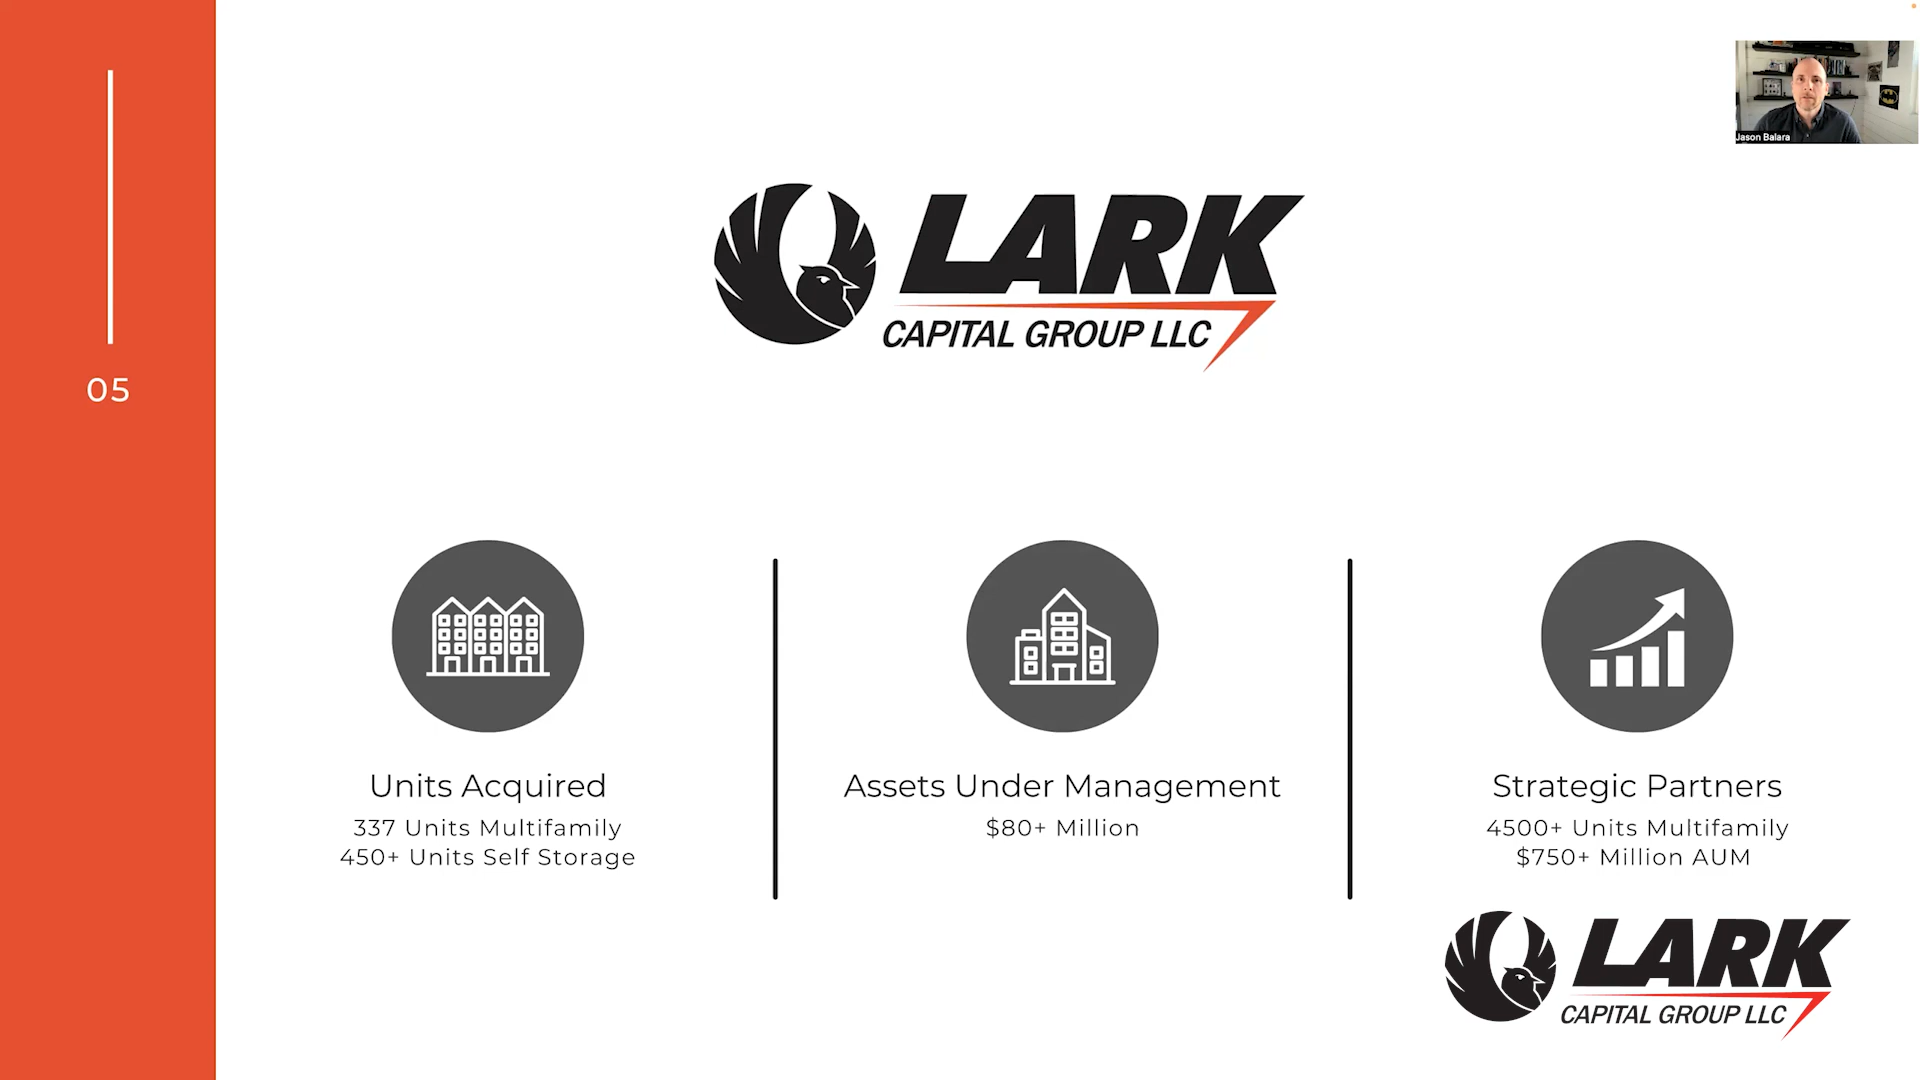 05
Jason Balara
LARK
CAPITAL GROUP LLC
Units Acquired
337 Units Multifamily
450+ Units Self Storage
Assets Under Management
$80+ Million
Strategic Partners
4500+ Units Multifamily
$750+ Million AUM
LARK
CAPITAL GROUP LLC